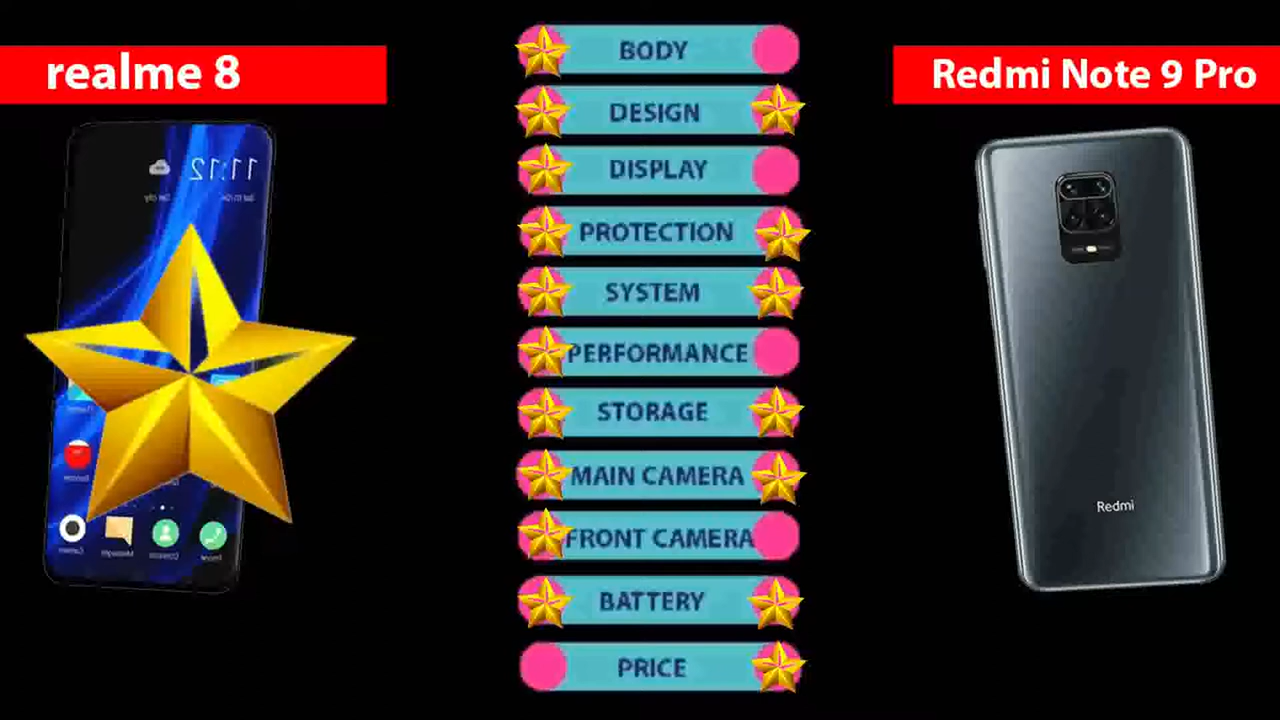 realme 8
Redmi Note 9 Pro
BODY
DESIGN
DISPLAY
PROTECTION
SYSTEM
PERFORMANCE
STORAGE
MAIN CAMERA
FRONT CAMERA
BATTERY
PRICE
11:12
Redmi